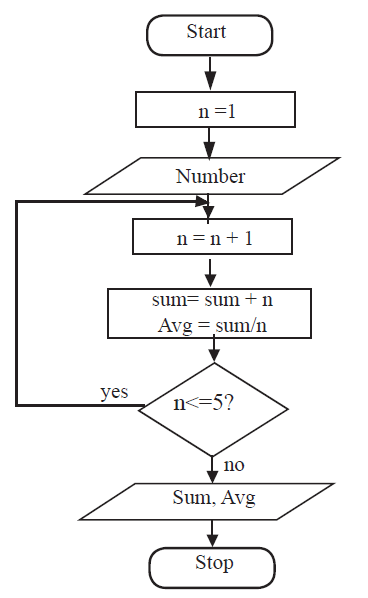 Start
n =1
Number
n = n + 1
sum= sum + n
Avg = sum/n
yes
n<=5?
no
Sum, Avg
Stop